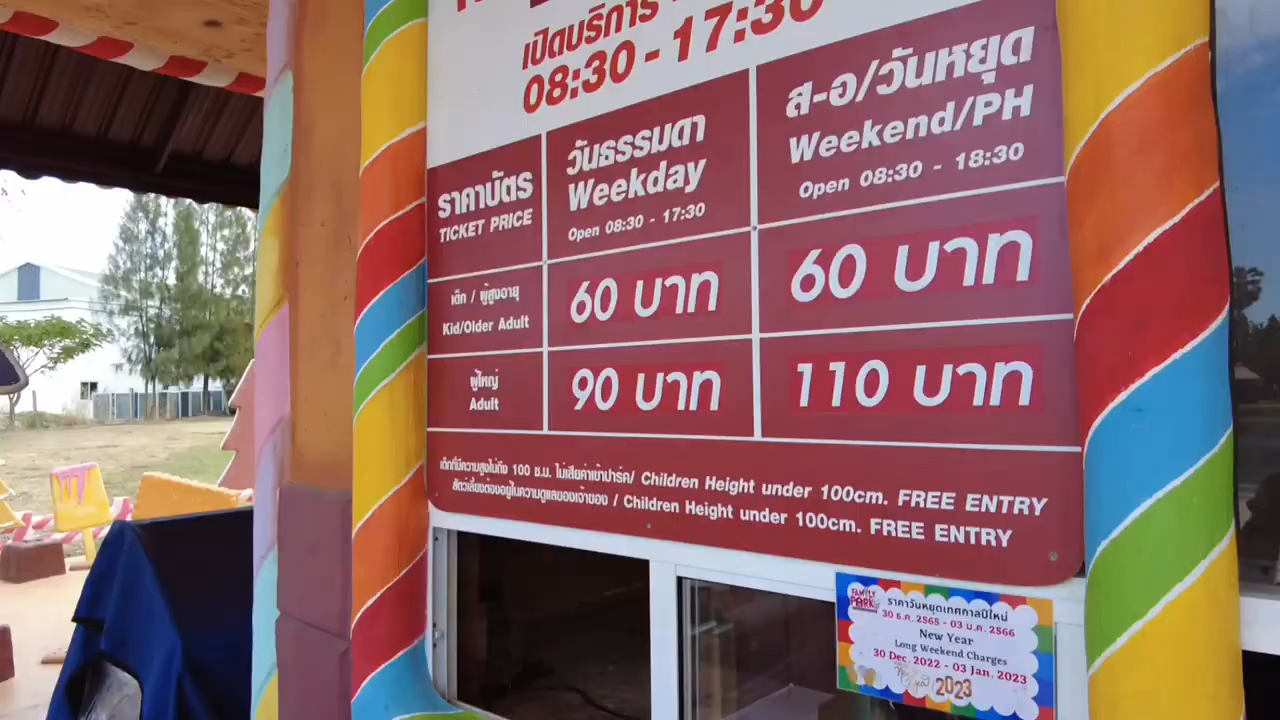 เปิดบริการ
08:30 - 17:30
ราคาบัตร
TICKET PRICE
วันธรรมดา
Weekday
Open 08:30 - 17:30
ส-อ/วันหยุด
Weekend/PH
Open 08:30 - 18:30
เด็ก / ผู้สูงอายุ
Kid/Older Adult
60 บาท
60 บาท
ผู้ใหญ่
Adult
90 บาท
110 บาท
เด็กที่มีความสูงไม่ถึง 100 ซ.ม. ไม่เสียค่าเข้าปาร์ค/ Children Height under 100cm. FREE ENTRY
สัตว์เลี้ยงต้องอยู่ในความดูแลของเจ้าของ / Children Height under 100cm. FREE ENTRY
FAMILY
PARK
ราคาวันหยุดเทศกาลปีใหม่
30 ธ.ค. 2565 - 03 ม.ค. 2566
New Year
Long Weekend Charges
30 Dec. 2022 - 03 Jan. 2023
2023